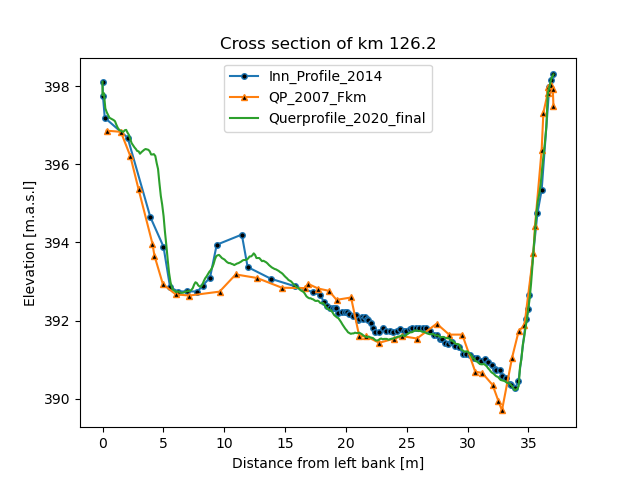 Cross section of km 126.2
Inn_Profile_2014
QP_2007_Fkm
Querprofile_2020_final
Elevation [m.a.s.l]
398
396
394
392
390
0 5 10 15 20 25 30 35
Distance from left bank [m]